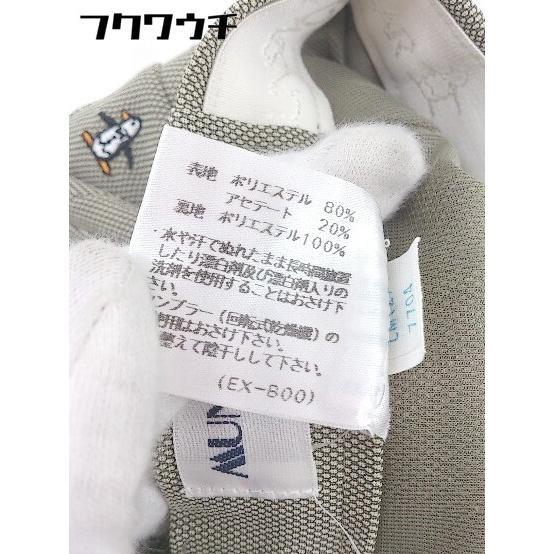 フクワウチ
表地 ポリエステル 80%
アセテート 20%
裏地 ポリエステル100%
・水や汗でぬれたまま長時間放置
したり漂白剤及び漂白剤入りの
洗剤を使用することはおさけ下
ンブラー(回転式乾燥機)の
使用はおさけ下さい。
整えて陰干しして下さい。
(EX-800)
MUN
770A